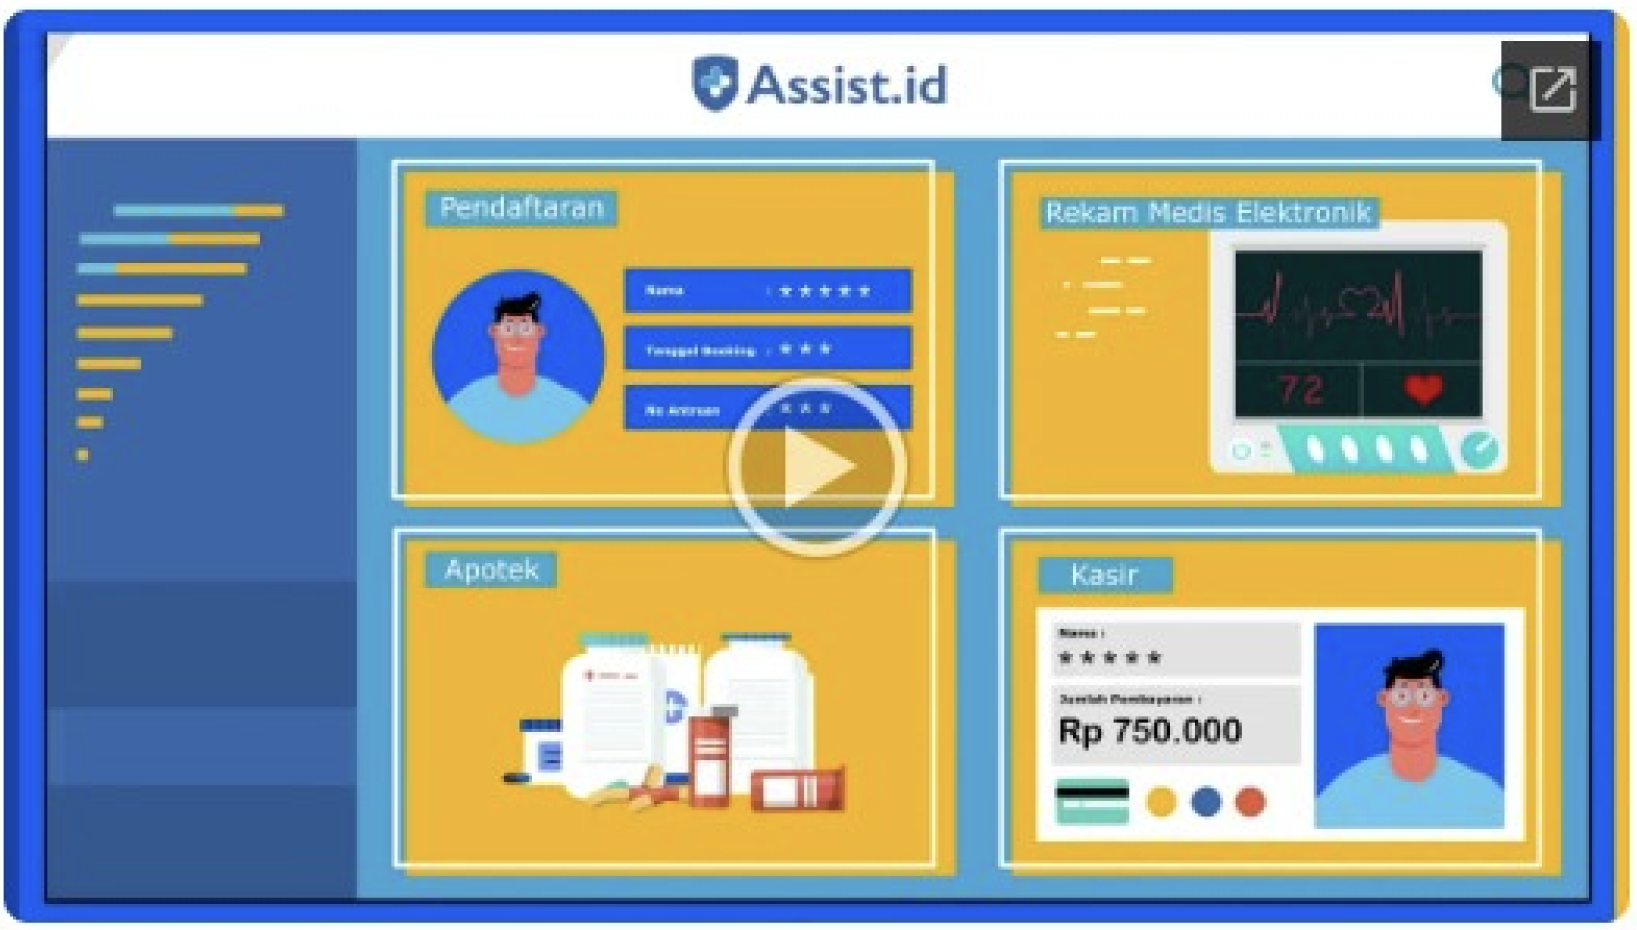 Assist.id
Pendaftaran
Nama : * * * * *
Tanggal Booking : * * *
No Antrean : * * *
Rekam Medis Elektronik
72
Apotek
Kasir
Nama :
* * * * *
Jumlah Pembayaran :
Rp 750.000